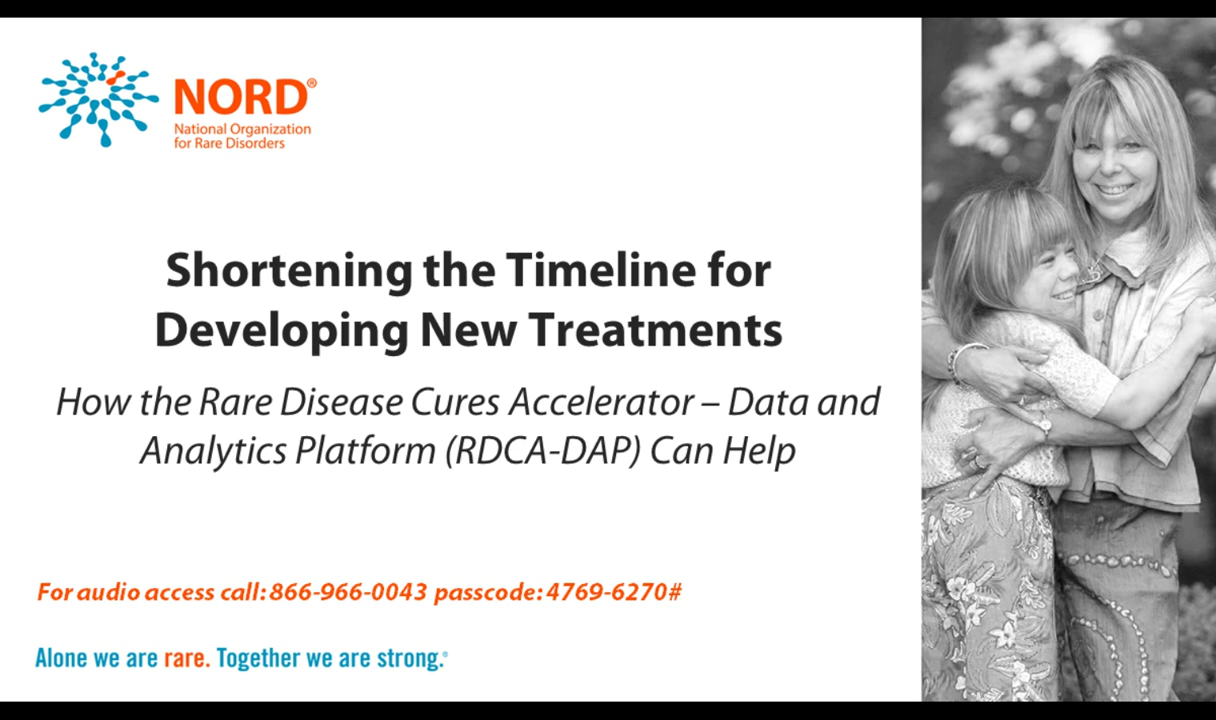 NORD®
National Organization
for Rare Disorders
Shortening the Timeline for
Developing New Treatments
How the Rare Disease Cures Accelerator – Data and
Analytics Platform (RDCA-DAP) Can Help
For audio access call: 866-966-0043 passcode: 4769-6270#
Alone we are rare. Together we are strong.®